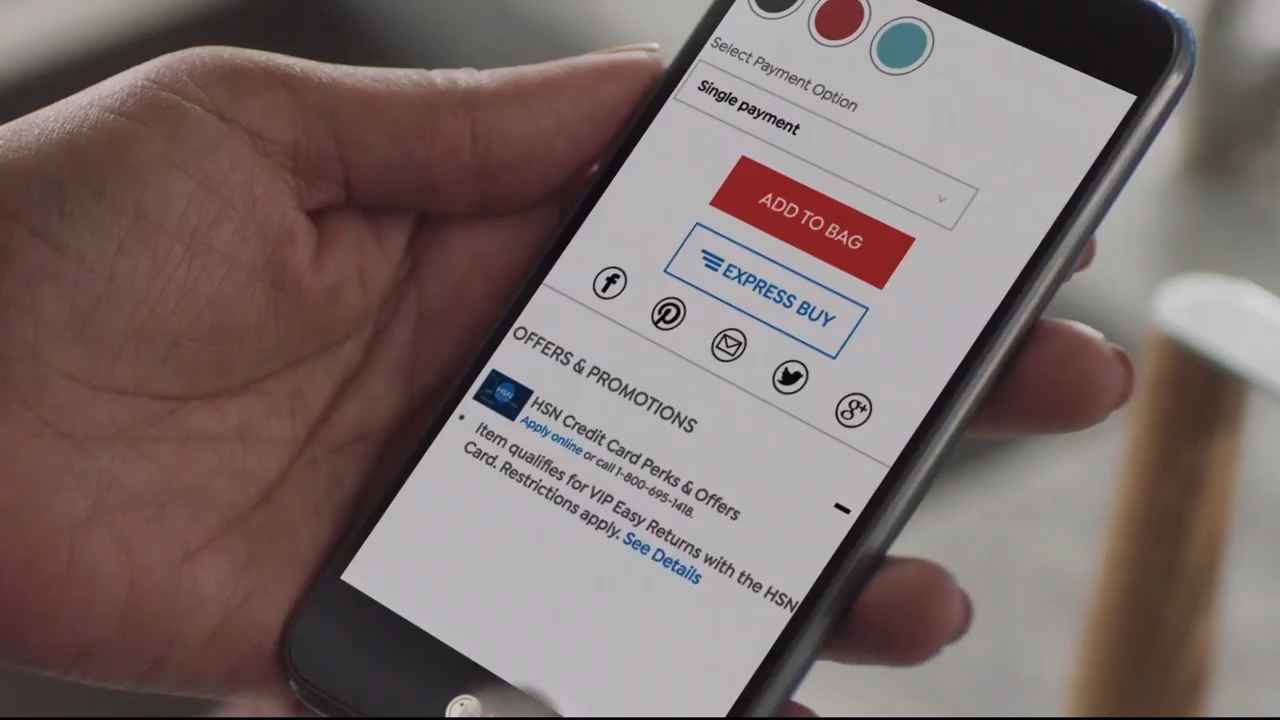 Select Payment Option
Single payment
ADD TO BAG
EXPRESS BUY
OFFERS & PROMOTIONS
HSN
HSN Credit Card Perks & Offers
Apply online or call 1-800-695-1418.
Item qualifies for VIP Easy Returns with the HSN
Card. Restrictions apply. See Details